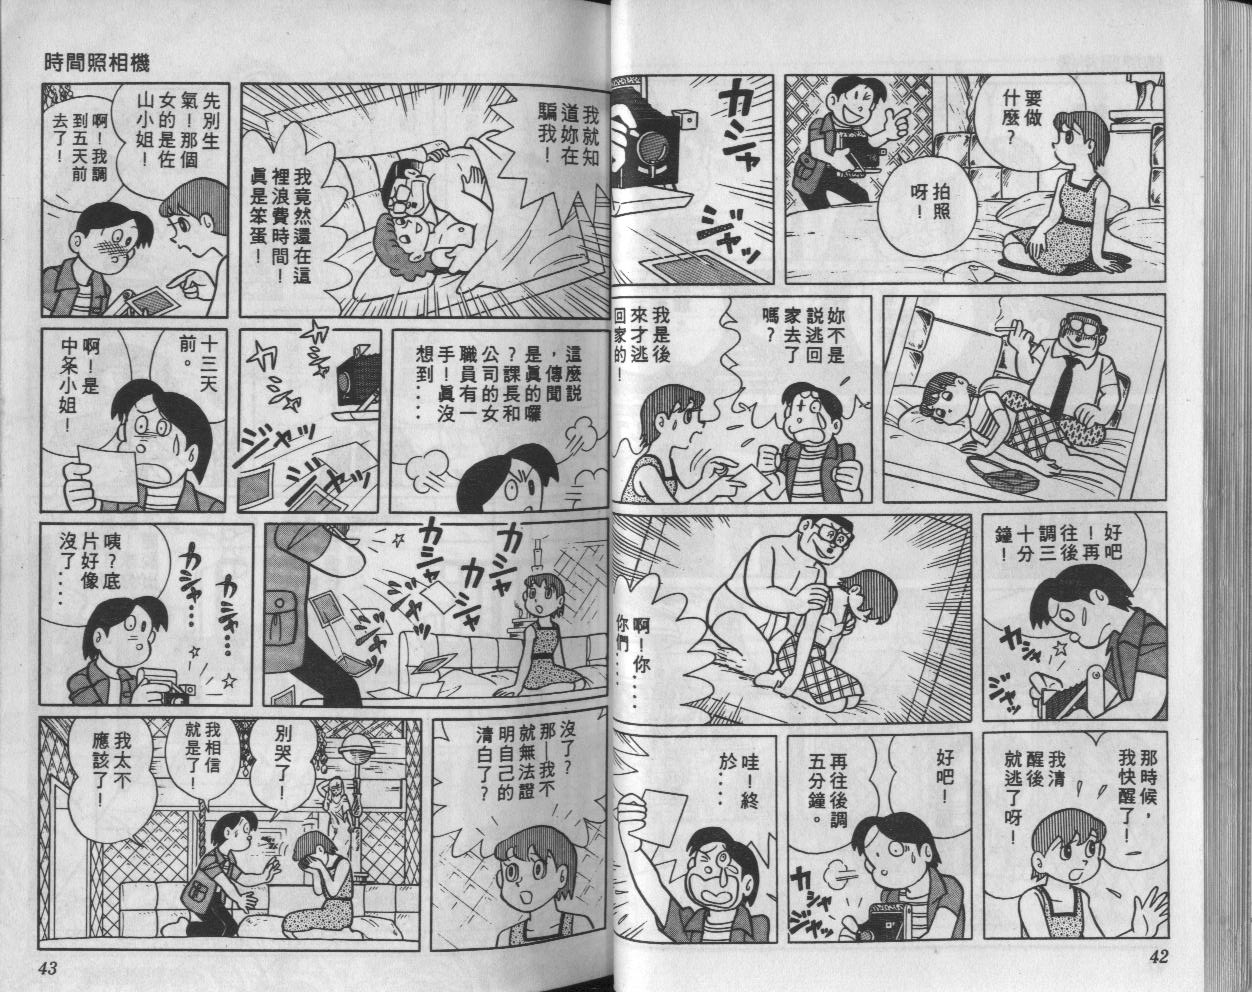 時間照相機
要做
什麼?
拍照
呀!
カシャ
ジャッ
妳不是
說逃回
家去了
嗎?
我是後
來才逃
回家的!
好吧
!再
往後
調三
十分
鐘!
カシャ
ジャッ
啊!你‥‥
你們‥
那時候,
我快醒了!
我清
醒後
就逃了呀!
好吧!
再往後調
五分鐘。
カシャ
ジャッ
哇!終
於‥‥
42
我就知
道妳在
騙我!
我竟然還在這
裡浪費時間!
真是笨蛋!
先別生
氣!那個
女的是佐
山小姐!
啊!我調
到五天前
去了!
這麼說
,傳聞
是真的囉
?課長和
公司的女
職員有一
手!真沒
想到‥‥
ジャッ
ジャッ
十三天
前。
啊!是
中条小姐!
カシャ
カシャ
カシャ‥
カシャ‥
咦?底
片好像
沒了‥‥
沒了?
那—我不
就無法證
明自己的
清白了?
別哭了!
我相信
就是了!
我太不
應該了!
43